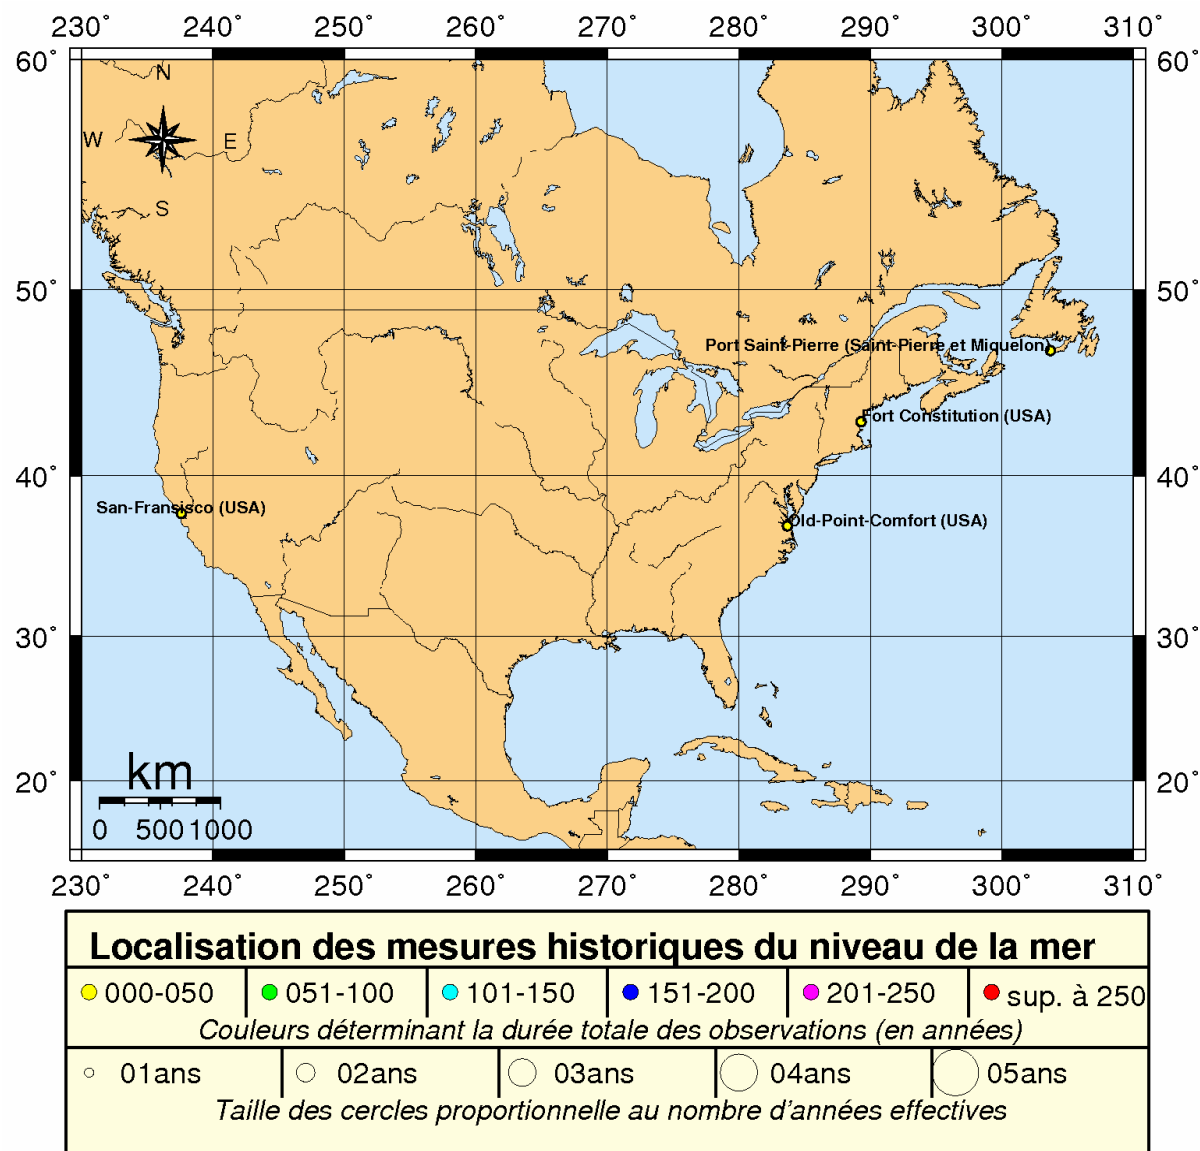 230° 240° 250° 260° 270° 280° 290° 300° 310°
60° 60°
N
W E
S
50° 50°
Port Saint-Pierre (Saint-Pierre et Miquelon)
Fort Constitution (USA)
40° 40°
San-Fransisco (USA)
Old-Point-Comfort (USA)
30° 30°
km
20° 20°
0 500 1000
230° 240° 250° 260° 270° 280° 290° 300° 310°
Localisation des mesures historiques du niveau de la mer
000-050 051-100 101-150 151-200 201-250 sup. à 250
Couleurs déterminant la durée totale des observations (en années)
01ans 02ans 03ans 04ans 05ans
Taille des cercles proportionnelle au nombre d'années effectives